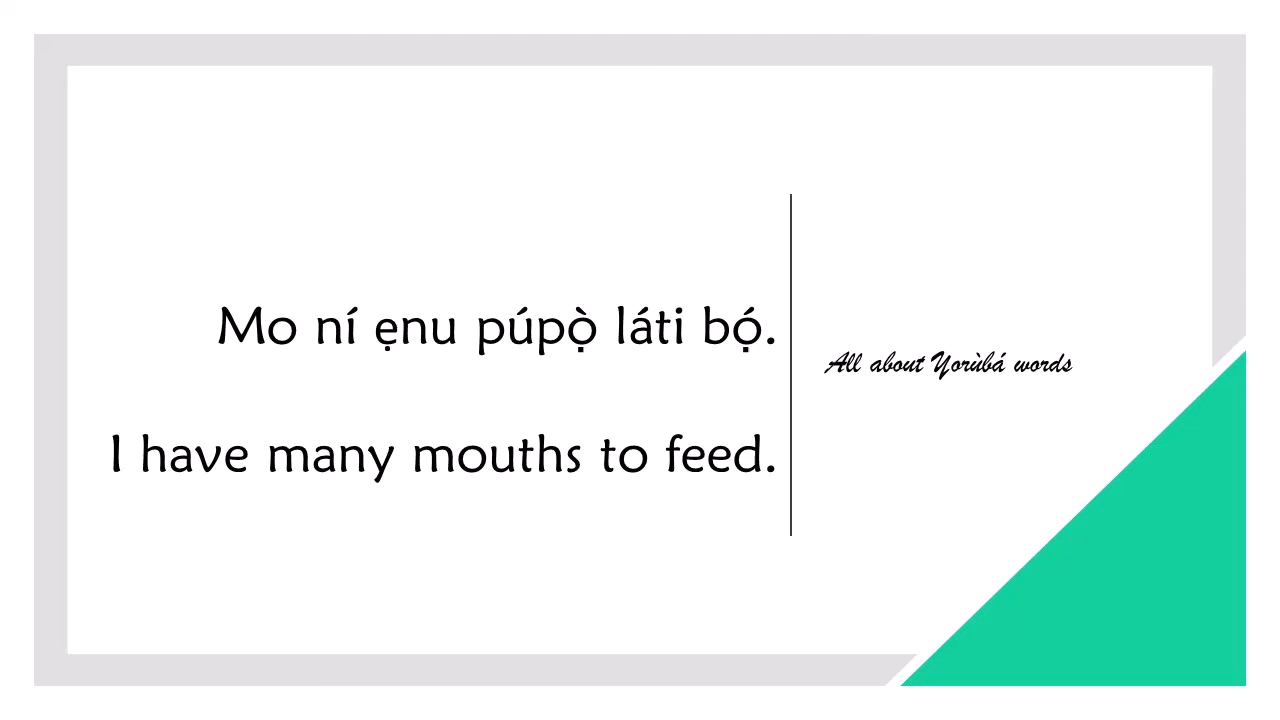 Mo ní ẹnu púpọ̀ láti bọ́.
I have many mouths to feed.
All about Yorùbá words